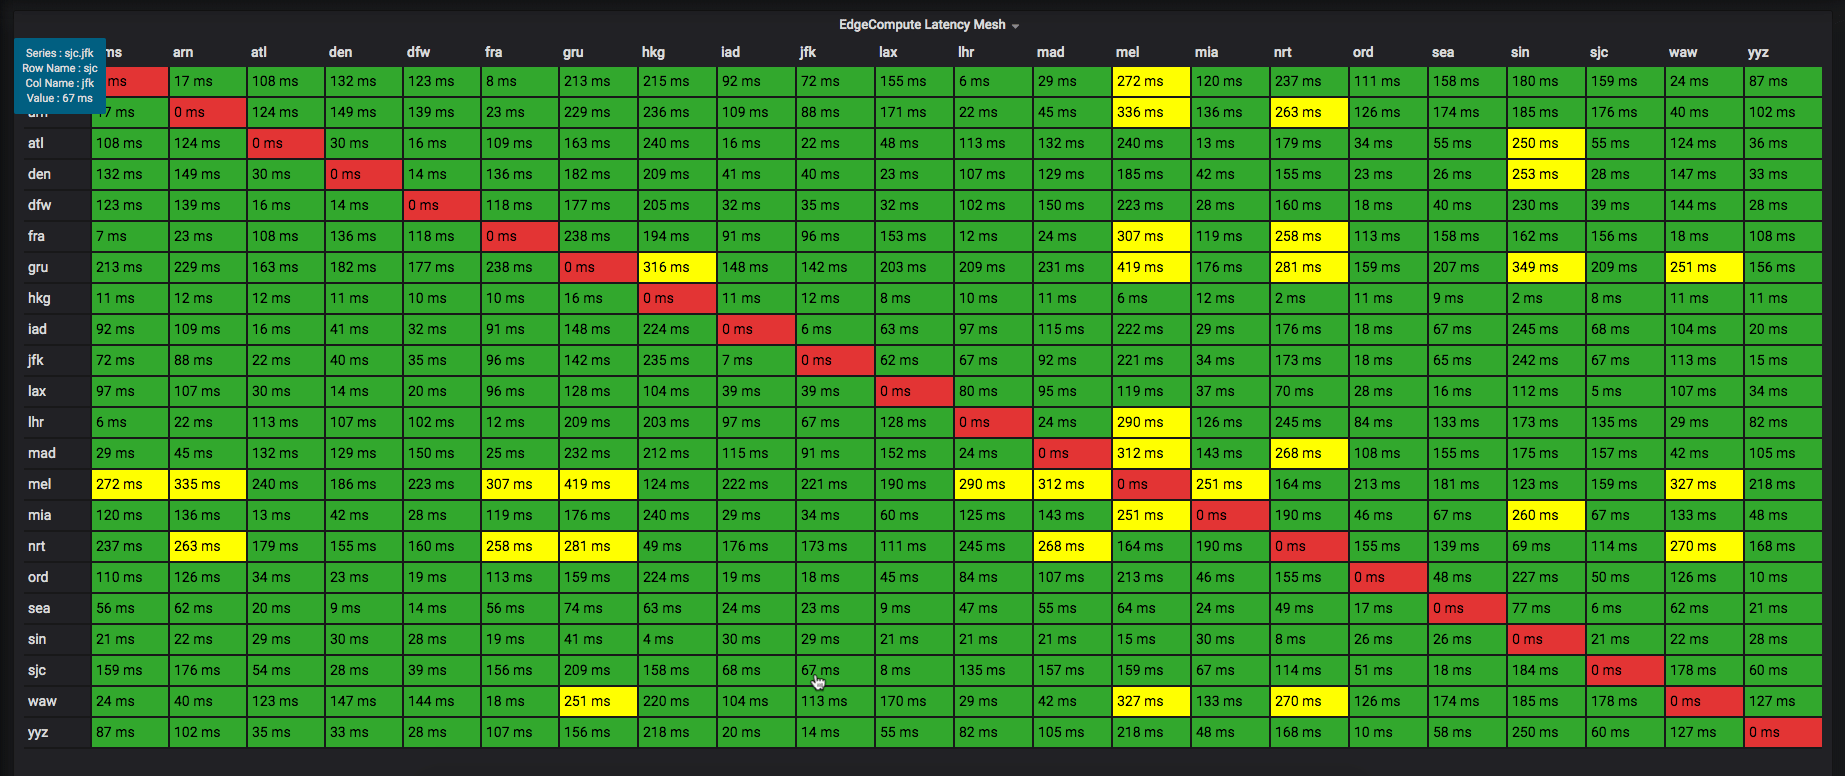 EdgeCompute Latency Mesh
ms arn atl den dfw fra gru hkg iad jfk lax lhr mad mel mia nrt ord sea sin sjc waw yyz
Series : sjc.jfk
Row Name : sjc
Col Name : jfk
Value : 67 ms
ms 17 ms 108 ms 132 ms 123 ms 8 ms 213 ms 215 ms 92 ms 72 ms 155 ms 6 ms 29 ms 272 ms 120 ms 237 ms 111 ms 158 ms 180 ms 159 ms 24 ms 87 ms
7 ms 0 ms 124 ms 149 ms 139 ms 23 ms 229 ms 236 ms 109 ms 88 ms 171 ms 22 ms 45 ms 336 ms 136 ms 263 ms 126 ms 174 ms 185 ms 176 ms 40 ms 102 ms
atl 108 ms 124 ms 0 ms 30 ms 16 ms 109 ms 163 ms 240 ms 16 ms 22 ms 48 ms 113 ms 132 ms 240 ms 13 ms 179 ms 34 ms 55 ms 250 ms 55 ms 124 ms 36 ms
den 132 ms 149 ms 30 ms 0 ms 14 ms 136 ms 182 ms 209 ms 41 ms 40 ms 23 ms 107 ms 129 ms 185 ms 42 ms 155 ms 23 ms 26 ms 253 ms 28 ms 147 ms 33 ms
dfw 123 ms 139 ms 16 ms 14 ms 0 ms 118 ms 177 ms 205 ms 32 ms 35 ms 32 ms 102 ms 150 ms 223 ms 28 ms 160 ms 18 ms 40 ms 230 ms 39 ms 144 ms 28 ms
fra 7 ms 23 ms 108 ms 136 ms 118 ms 0 ms 238 ms 194 ms 91 ms 96 ms 153 ms 12 ms 24 ms 307 ms 119 ms 258 ms 113 ms 158 ms 162 ms 156 ms 18 ms 108 ms
gru 213 ms 229 ms 163 ms 182 ms 177 ms 238 ms 0 ms 316 ms 148 ms 142 ms 203 ms 209 ms 231 ms 419 ms 176 ms 281 ms 159 ms 207 ms 349 ms 209 ms 251 ms 156 ms
hkg 11 ms 12 ms 12 ms 11 ms 10 ms 10 ms 16 ms 0 ms 11 ms 12 ms 8 ms 10 ms 11 ms 6 ms 12 ms 2 ms 11 ms 9 ms 2 ms 8 ms 11 ms 11 ms
iad 92 ms 109 ms 16 ms 41 ms 32 ms 91 ms 148 ms 224 ms 0 ms 6 ms 63 ms 97 ms 115 ms 222 ms 29 ms 176 ms 18 ms 67 ms 245 ms 68 ms 104 ms 20 ms
jfk 72 ms 88 ms 22 ms 40 ms 35 ms 96 ms 142 ms 235 ms 7 ms 0 ms 62 ms 67 ms 92 ms 221 ms 34 ms 173 ms 18 ms 65 ms 242 ms 67 ms 113 ms 15 ms
lax 97 ms 107 ms 30 ms 14 ms 20 ms 96 ms 128 ms 104 ms 39 ms 39 ms 0 ms 80 ms 95 ms 119 ms 37 ms 70 ms 28 ms 16 ms 112 ms 5 ms 107 ms 34 ms
lhr 6 ms 22 ms 113 ms 107 ms 102 ms 12 ms 209 ms 203 ms 97 ms 67 ms 128 ms 0 ms 24 ms 290 ms 126 ms 245 ms 84 ms 133 ms 173 ms 135 ms 29 ms 82 ms
mad 29 ms 45 ms 132 ms 129 ms 150 ms 25 ms 232 ms 212 ms 115 ms 91 ms 152 ms 24 ms 0 ms 312 ms 143 ms 268 ms 108 ms 155 ms 175 ms 157 ms 42 ms 105 ms
mel 272 ms 335 ms 240 ms 186 ms 223 ms 307 ms 419 ms 124 ms 222 ms 221 ms 190 ms 290 ms 312 ms 0 ms 251 ms 164 ms 213 ms 181 ms 123 ms 159 ms 327 ms 218 ms
mia 120 ms 136 ms 13 ms 42 ms 28 ms 119 ms 176 ms 240 ms 29 ms 34 ms 60 ms 125 ms 143 ms 251 ms 0 ms 190 ms 46 ms 67 ms 260 ms 67 ms 133 ms 48 ms
nrt 237 ms 263 ms 179 ms 155 ms 160 ms 258 ms 281 ms 49 ms 176 ms 173 ms 111 ms 245 ms 268 ms 164 ms 190 ms 0 ms 155 ms 139 ms 69 ms 114 ms 270 ms 168 ms
ord 110 ms 126 ms 34 ms 23 ms 19 ms 113 ms 159 ms 224 ms 19 ms 18 ms 45 ms 84 ms 107 ms 213 ms 46 ms 155 ms 0 ms 48 ms 227 ms 50 ms 126 ms 10 ms
sea 56 ms 62 ms 20 ms 9 ms 14 ms 56 ms 74 ms 63 ms 24 ms 23 ms 9 ms 47 ms 55 ms 64 ms 24 ms 49 ms 17 ms 0 ms 77 ms 6 ms 62 ms 21 ms
sin 21 ms 22 ms 29 ms 30 ms 28 ms 19 ms 41 ms 4 ms 30 ms 29 ms 21 ms 21 ms 21 ms 15 ms 30 ms 8 ms 26 ms 26 ms 0 ms 21 ms 22 ms 28 ms
sjc 159 ms 176 ms 54 ms 28 ms 39 ms 156 ms 209 ms 158 ms 68 ms 67 ms 8 ms 135 ms 157 ms 159 ms 67 ms 114 ms 51 ms 18 ms 184 ms 0 ms 178 ms 60 ms
waw 24 ms 40 ms 123 ms 147 ms 144 ms 18 ms 251 ms 220 ms 104 ms 113 ms 170 ms 29 ms 42 ms 327 ms 133 ms 270 ms 126 ms 174 ms 185 ms 178 ms 0 ms 127 ms
yyz 87 ms 102 ms 35 ms 33 ms 28 ms 107 ms 156 ms 218 ms 20 ms 14 ms 55 ms 82 ms 105 ms 218 ms 48 ms 168 ms 10 ms 58 ms 250 ms 60 ms 127 ms 0 ms